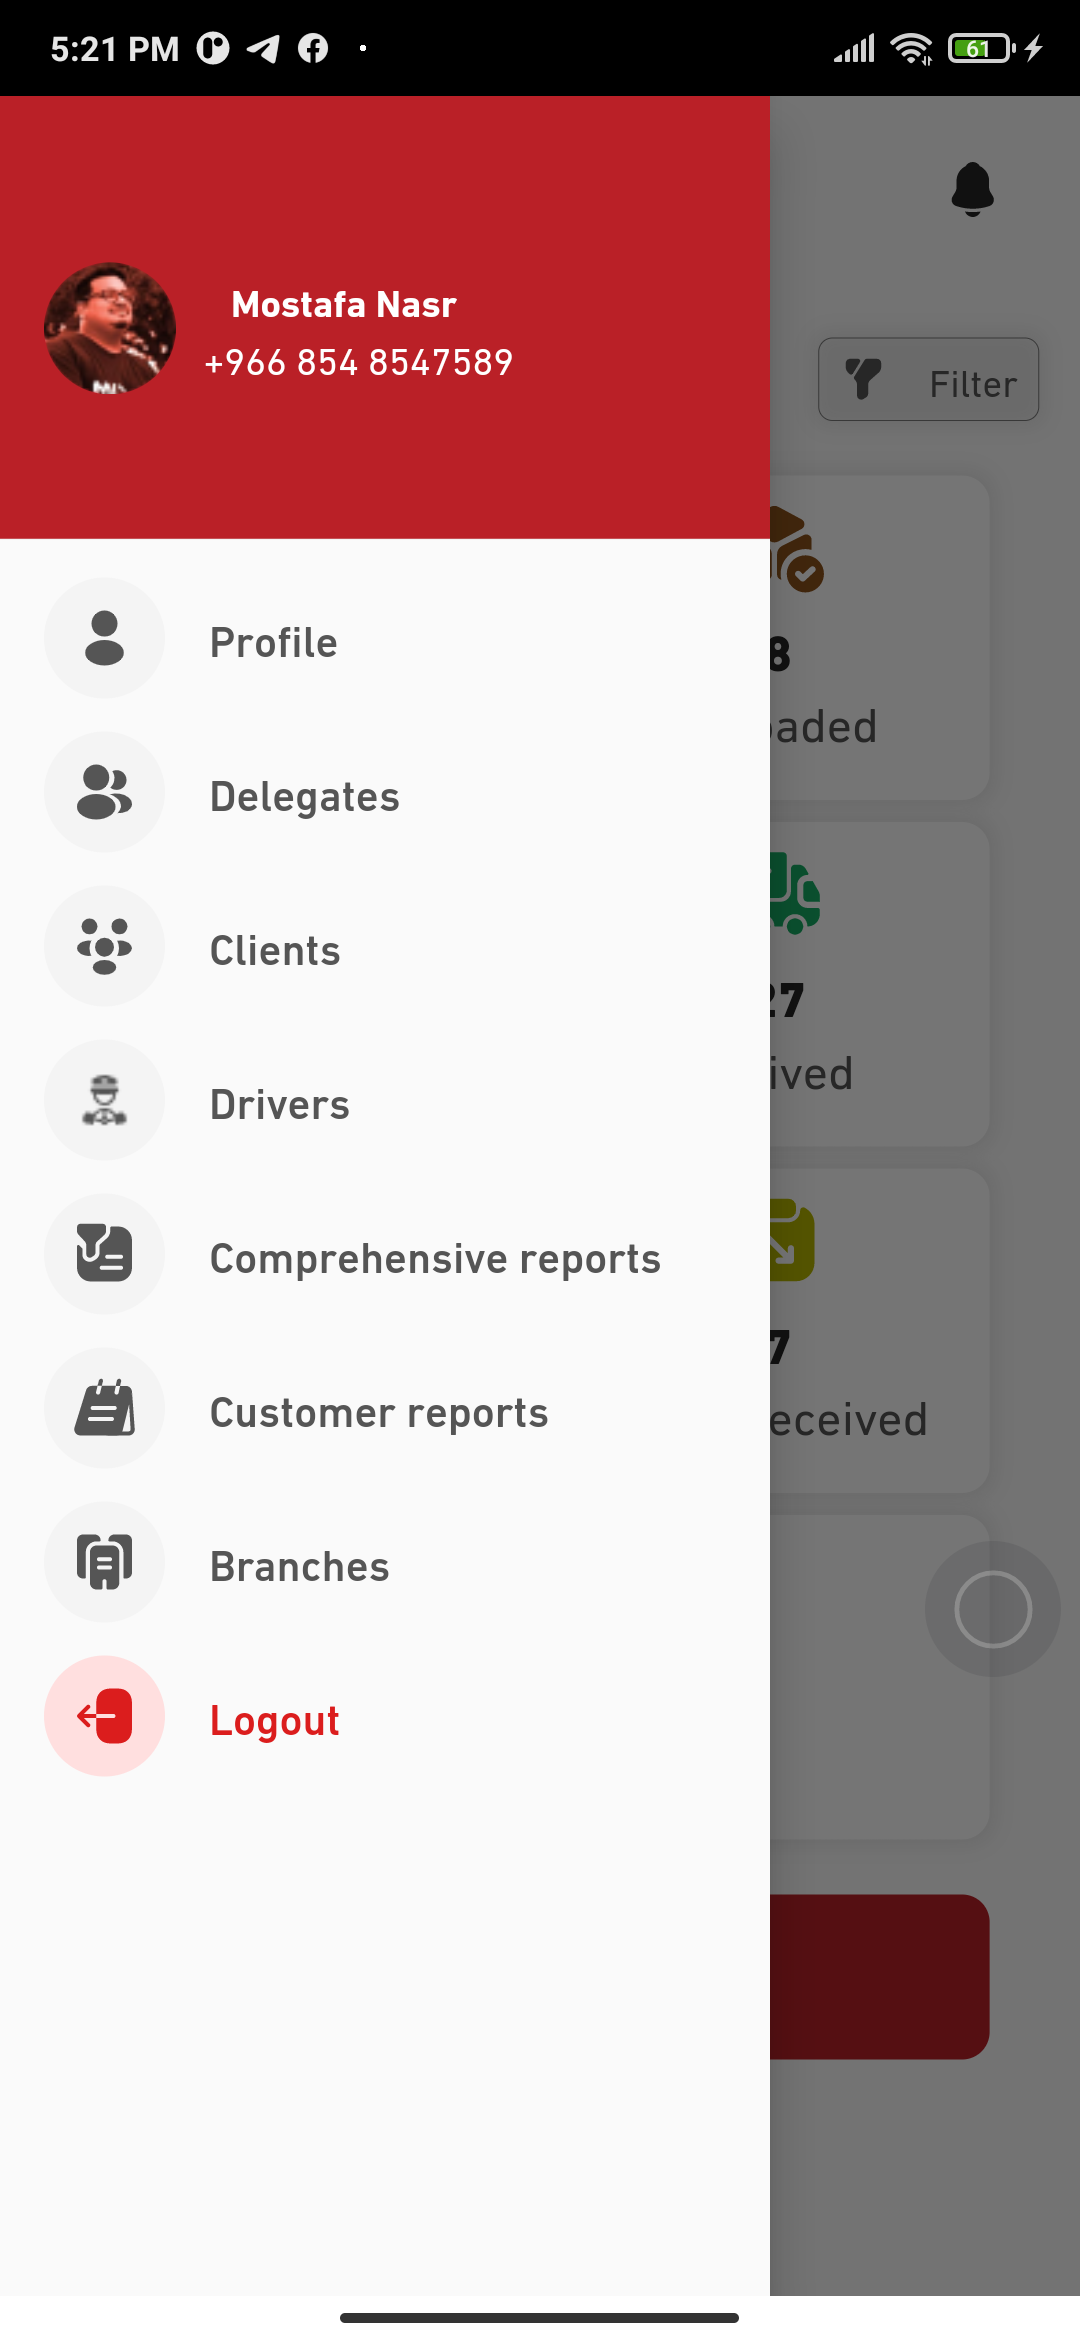 5:21 PM
61
Mostafa Nasr
+966 854 8547589
Filter
Profile
8
aded
Delegates
Clients
27
ived
Drivers
Comprehensive reports
7
eceived
Customer reports
Branches
Logout